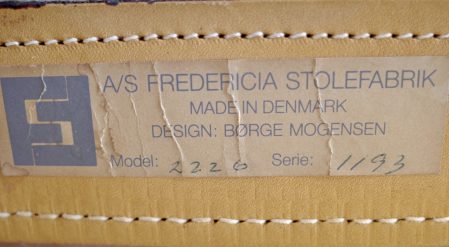 A/S FREDERICIA STOLEFABRIK
MADE IN DENMARK
DESIGN: BØRGE MOGENSEN
Model: 2226 Serie: 1193